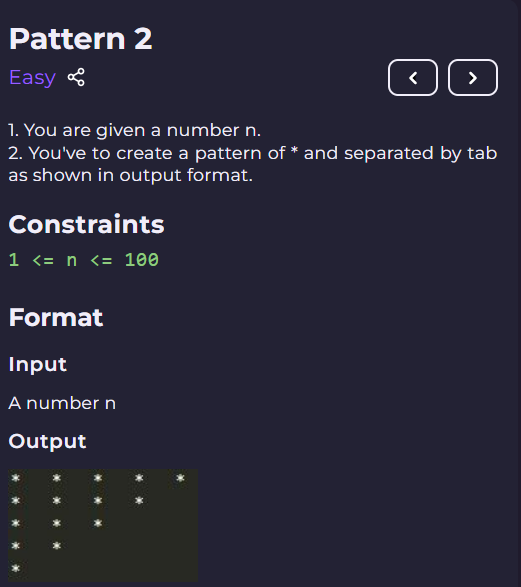 Pattern 2
Easy
1. You are given a number n.
2. You've to create a pattern of * and separated by tab
as shown in output format.
Constraints
1 <= n <= 100
Format
Input
A number n
Output
* * * * *
* * * *
* * *
* *
*